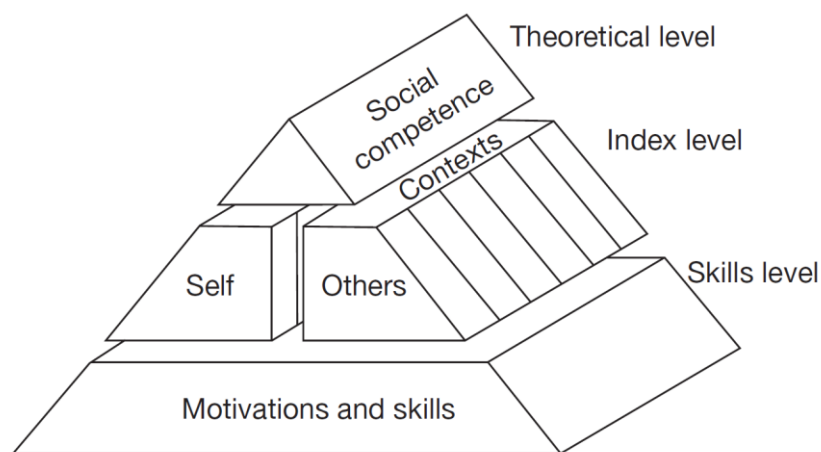 Theoretical level
Social
competence
Contexts
Index level
Self
Others
Skills level
Motivations and skills